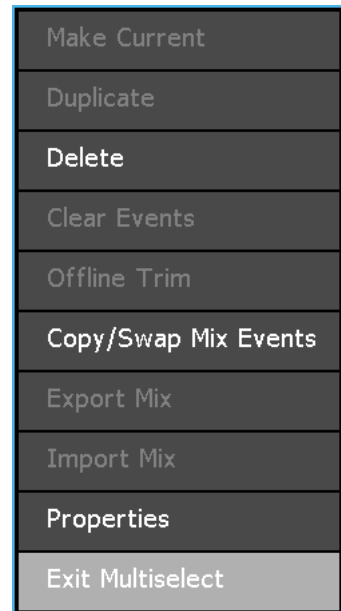 Make Current
Duplicate
Delete
Clear Events
Offline Trim
Copy/Swap Mix Events
Export Mix
Import Mix
Properties
Exit Multiselect